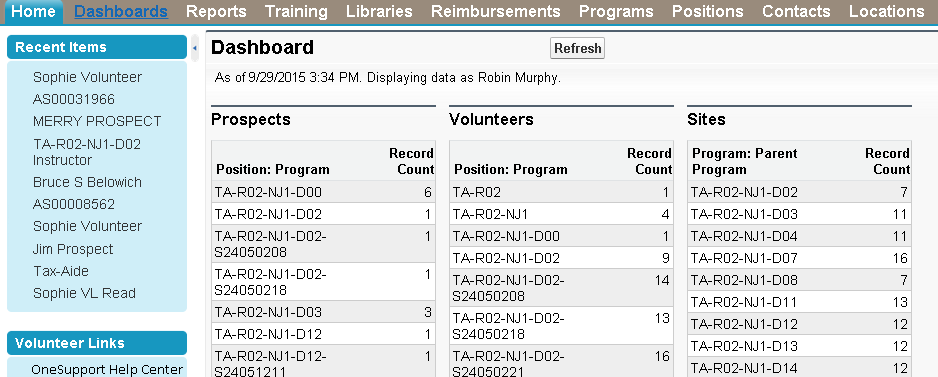 Home Dashboards Reports Training Libraries Reimbursements Programs Positions Contacts Locations
Recent Items
Sophie Volunteer
AS00031966
MERRY PROSPECT
TA-R02-NJ1-D02
Instructor
Bruce S Belowich
AS00008562
Sophie Volunteer
Jim Prospect
Tax-Aide
Sophie VL Read
Volunteer Links
OneSupport Help Center
Dashboard
Refresh
As of 9/29/2015 3:34 PM. Displaying data as Robin Murphy.
Prospects
Position: Program Record Count
TA-R02-NJ1-D00 6
TA-R02-NJ1-D02 1
TA-R02-NJ1-D02- 1
S24050208
TA-R02-NJ1-D02- 1
S24050218
TA-R02-NJ1-D03 3
TA-R02-NJ1-D12 1
TA-R02-NJ1-D12- 1
S24051211
Volunteers
Position: Program Record Count
TA-R02 1
TA-R02-NJ1 4
TA-R02-NJ1-D00 1
TA-R02-NJ1-D02 9
TA-R02-NJ1-D02- 14
S24050208
TA-R02-NJ1-D02- 13
S24050218
TA-R02-NJ1-D02- 16
S24050221
Sites
Program: Parent Record
Program Count
TA-R02-NJ1-D02 7
TA-R02-NJ1-D03 11
TA-R02-NJ1-D04 11
TA-R02-NJ1-D07 16
TA-R02-NJ1-D08 7
TA-R02-NJ1-D11 13
TA-R02-NJ1-D12 12
TA-R02-NJ1-D13 12
TA-R02-NJ1-D14 12